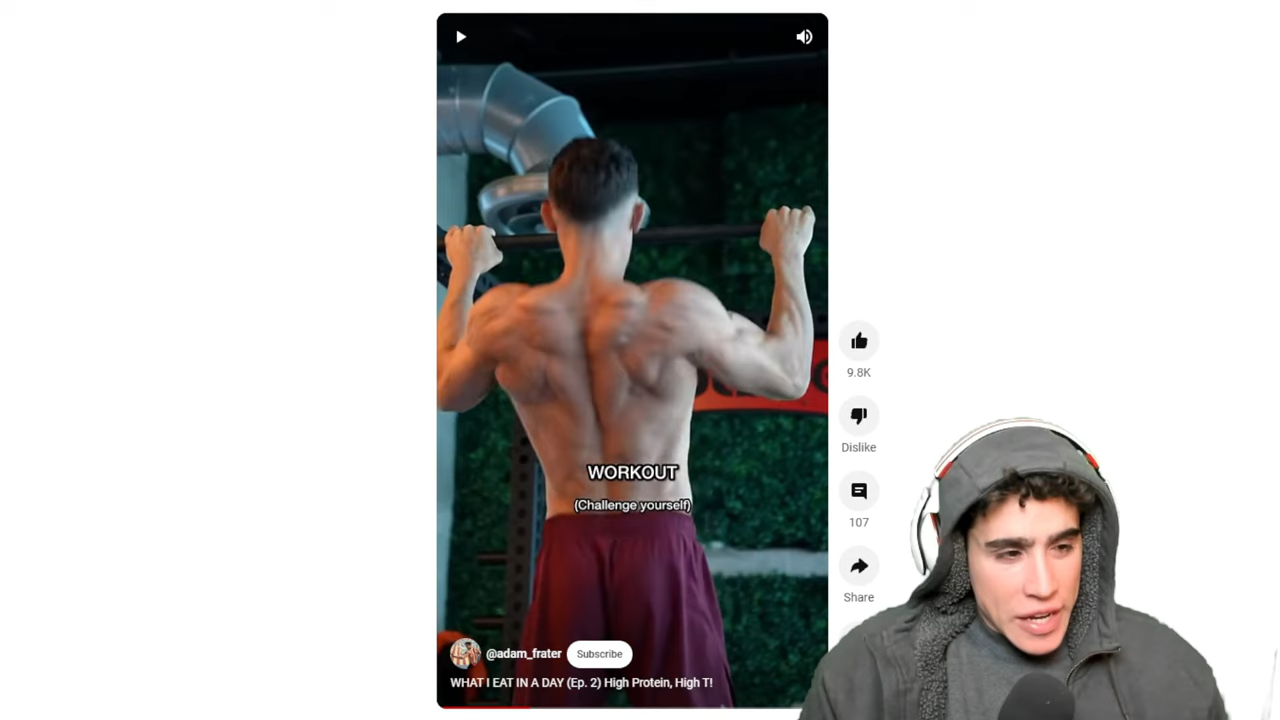 WORKOUT
(Challenge yourself)
9.8K
Dislike
107
Share
@adam_frater Subscribe
WHAT I EAT IN A DAY (Ep. 2) High Protein, High T!